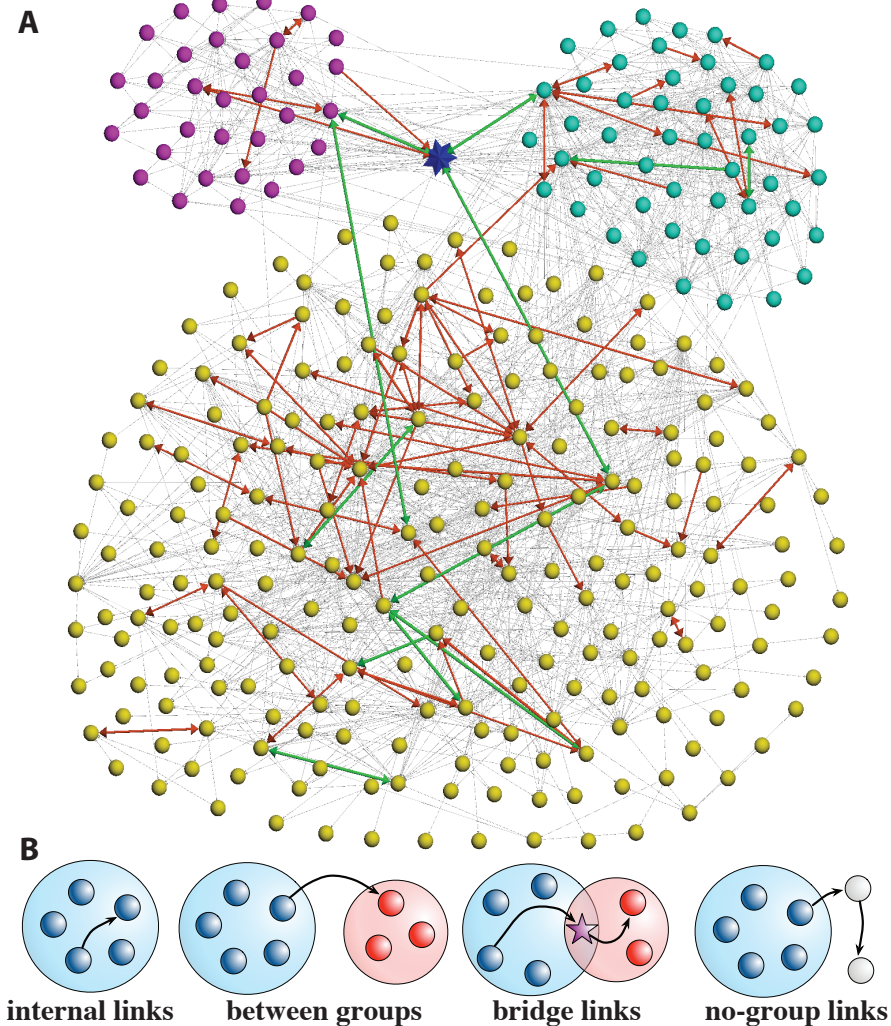 A
B
internal links
between groups
bridge links
no-group links